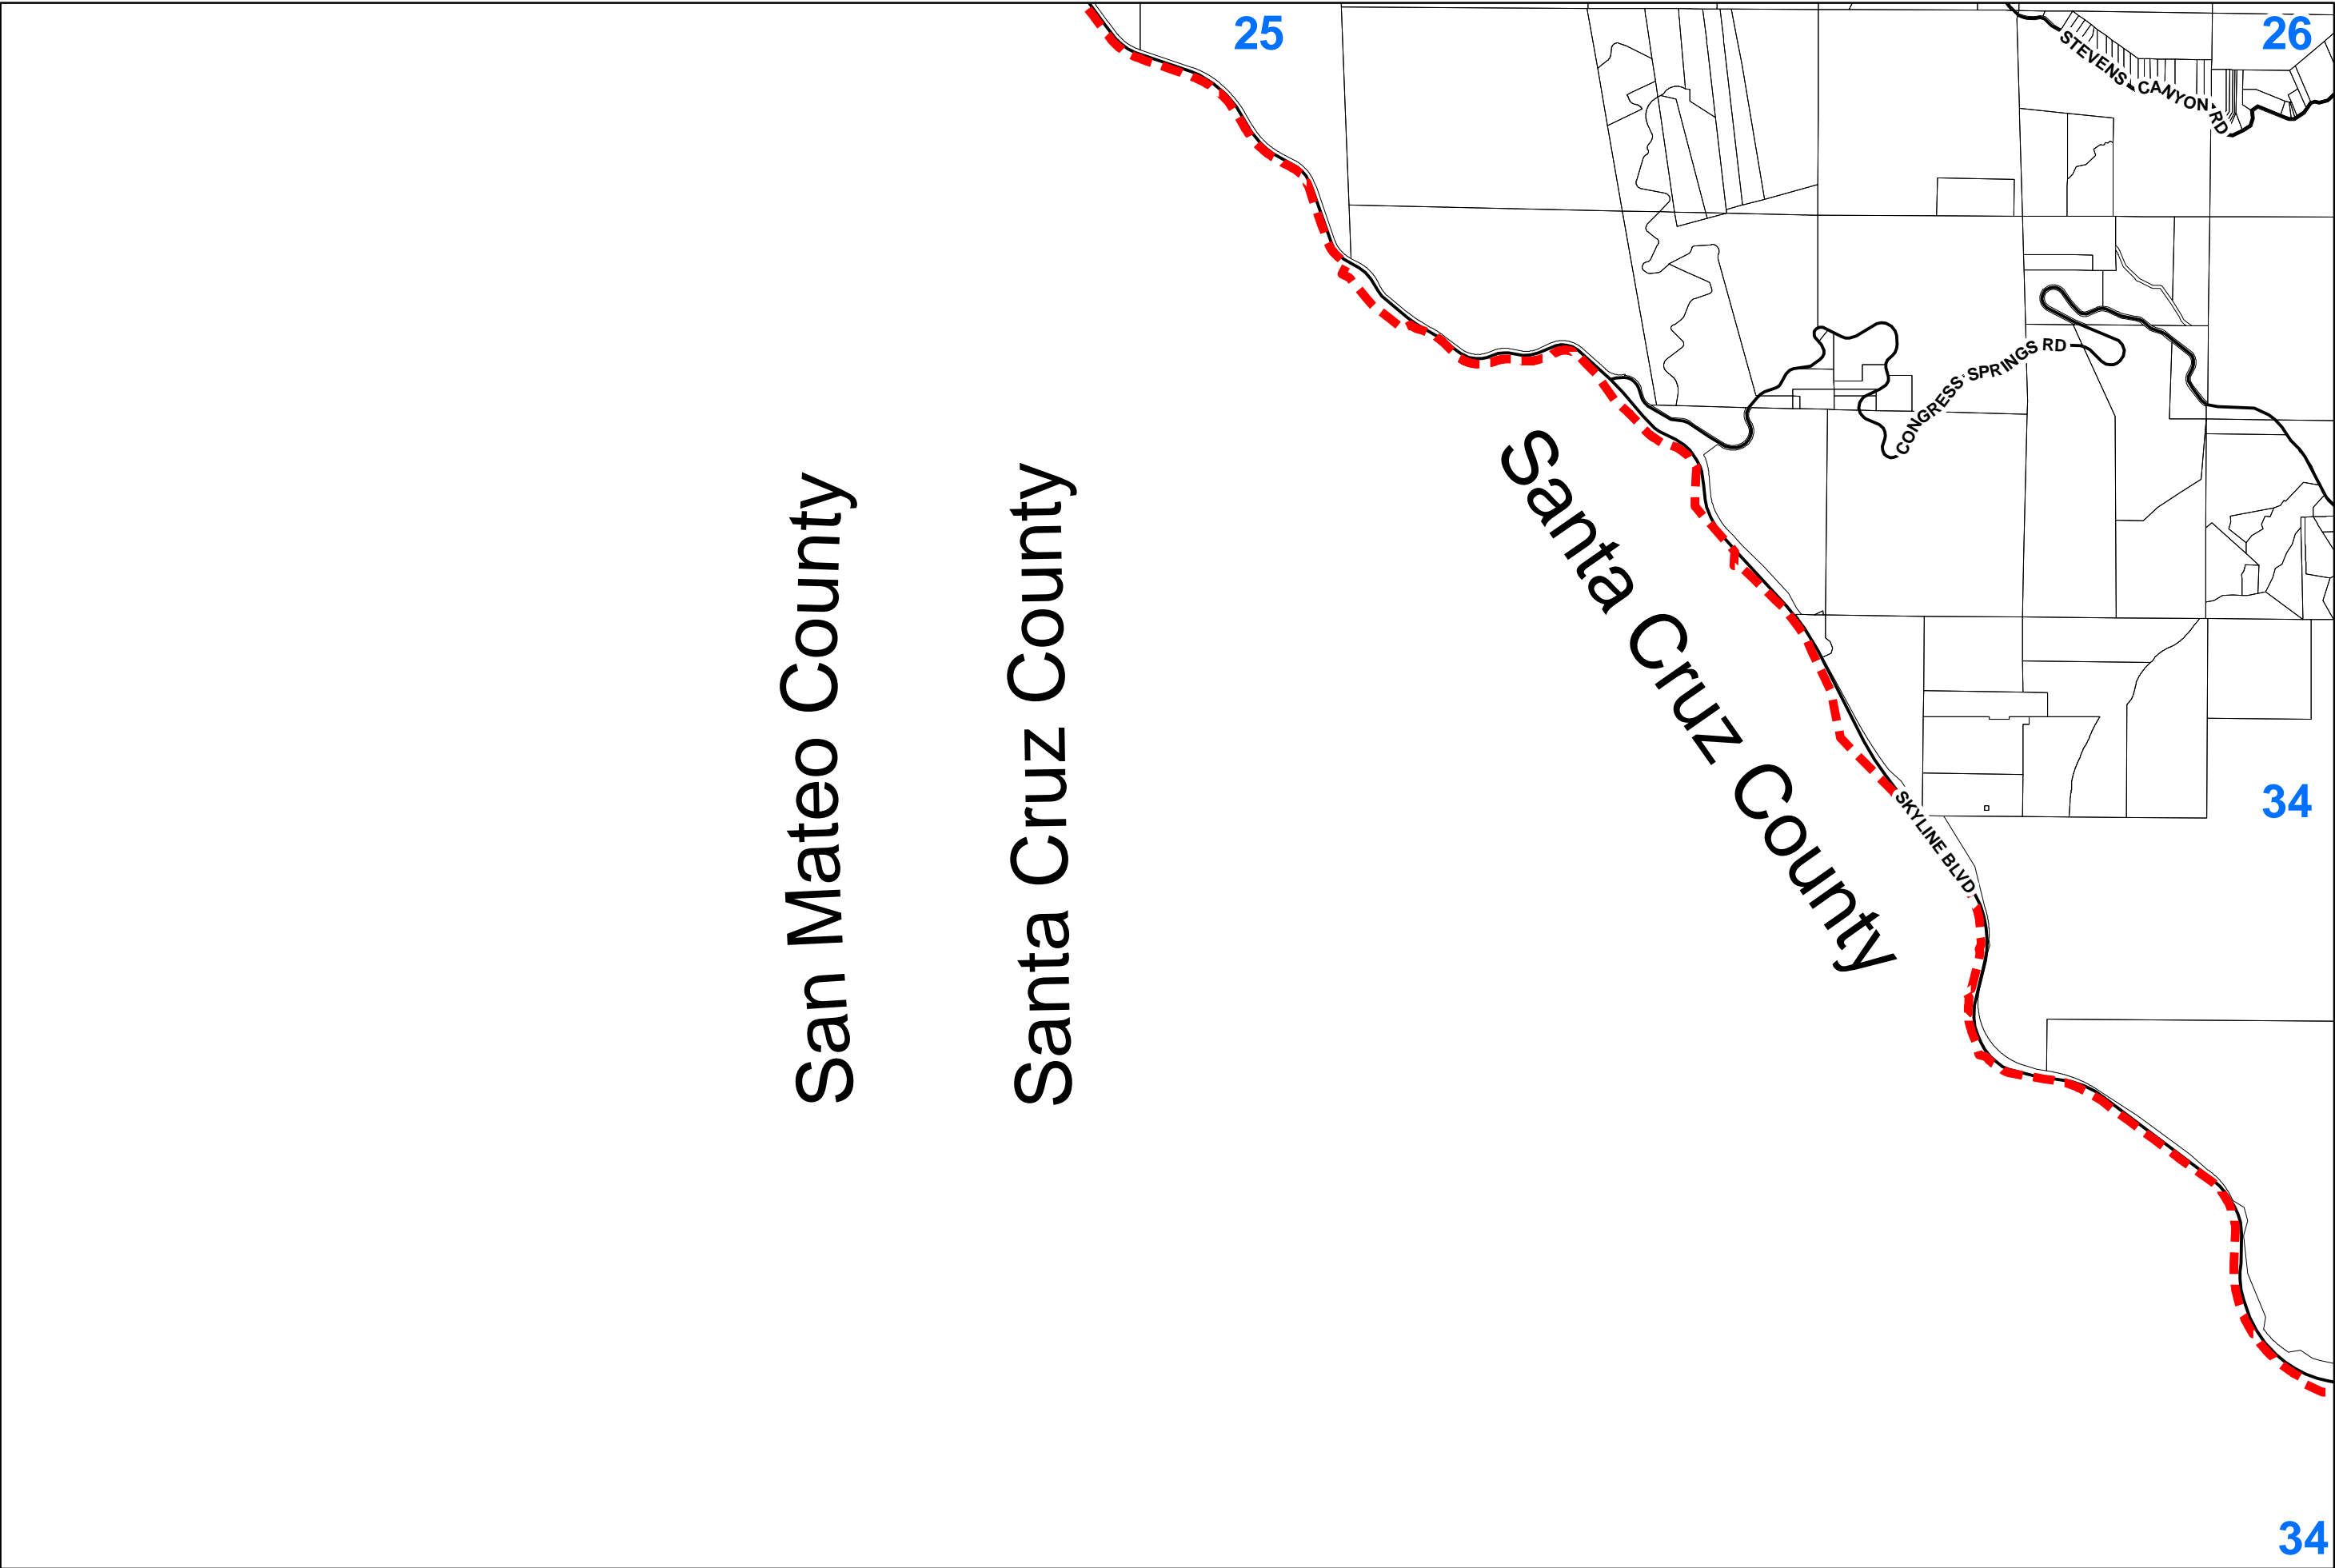 25
26
STEVENS CANYON RD
CONGRESS SPRINGS RD
San Mateo County
Santa Cruz County
Santa Cruz County
SKYLINE BLVD
34
34